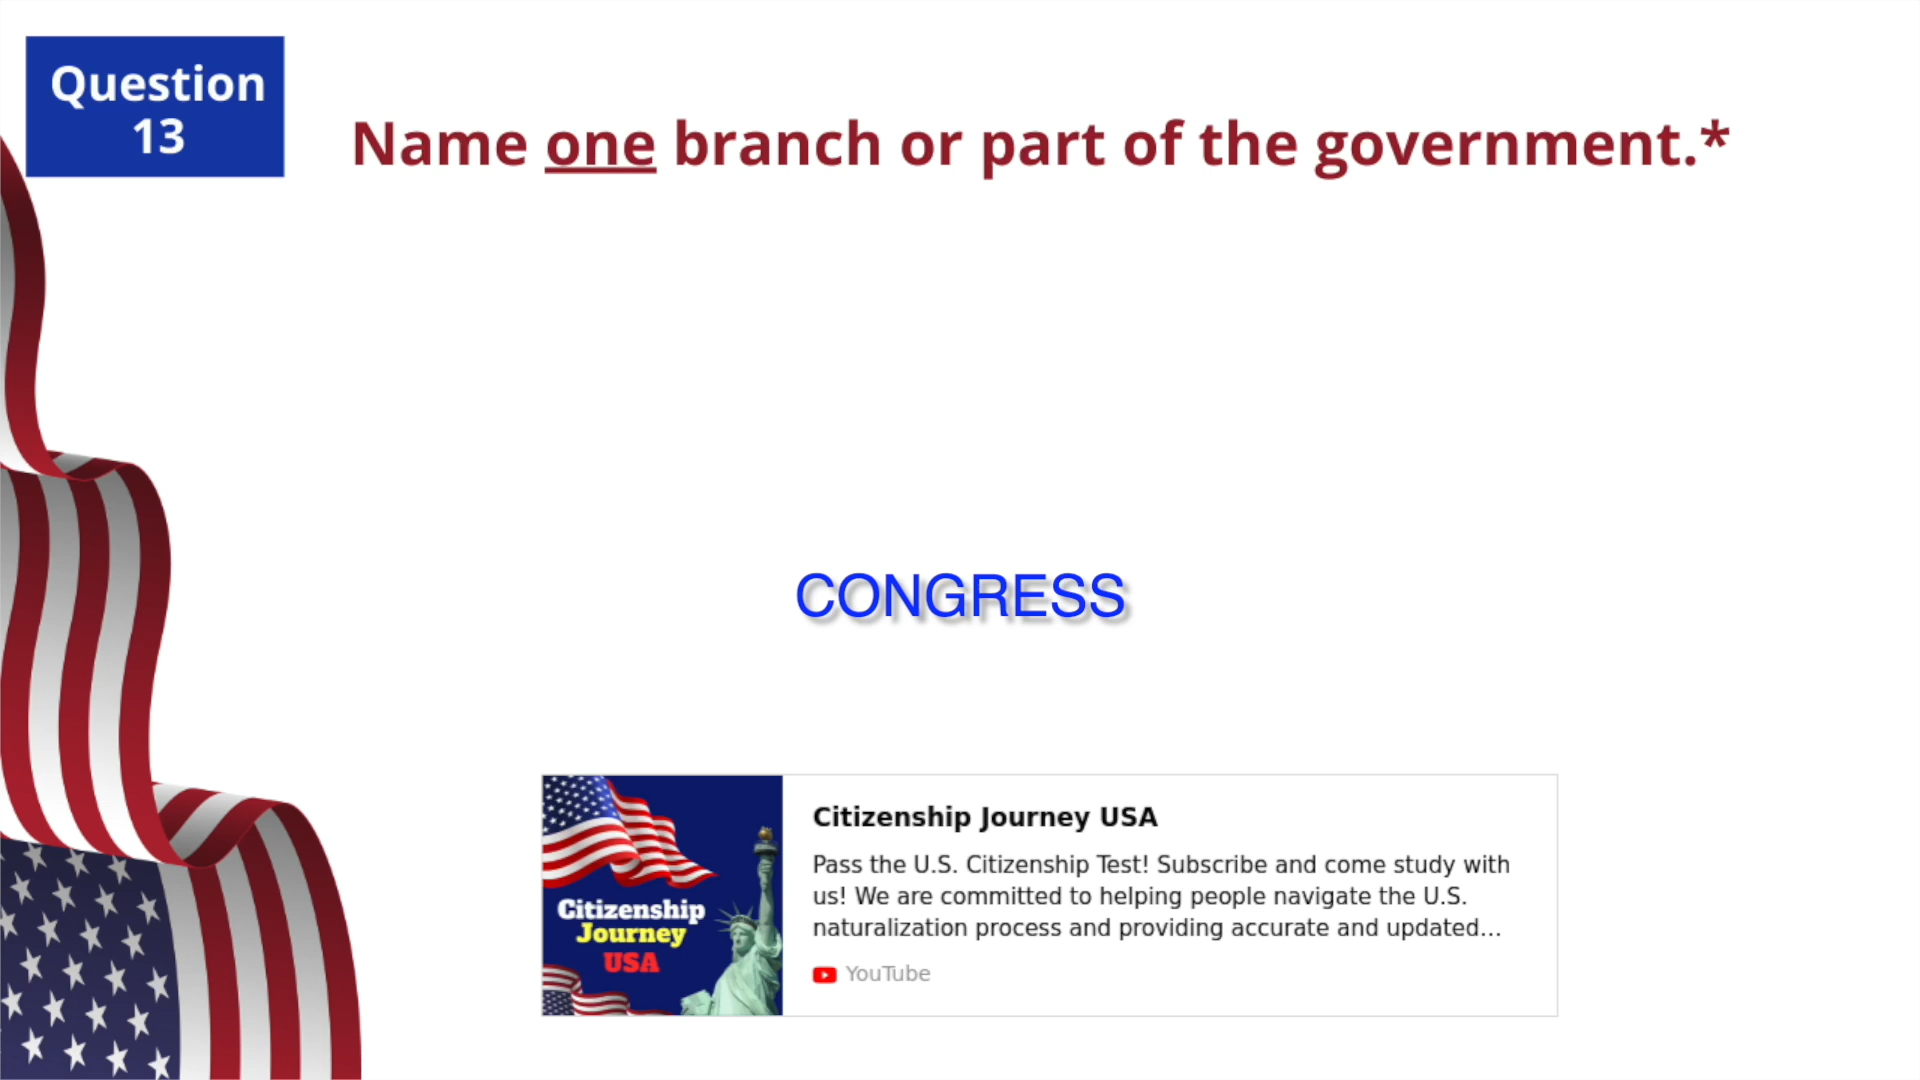 Question
13
Name one branch or part of the government.*
CONGRESS
Citizenship Journey USA
Pass the U.S. Citizenship Test! Subscribe and come study with
us! We are committed to helping people navigate the U.S.
naturalization process and providing accurate and updated...
YouTube
Citizenship
Journey
USA